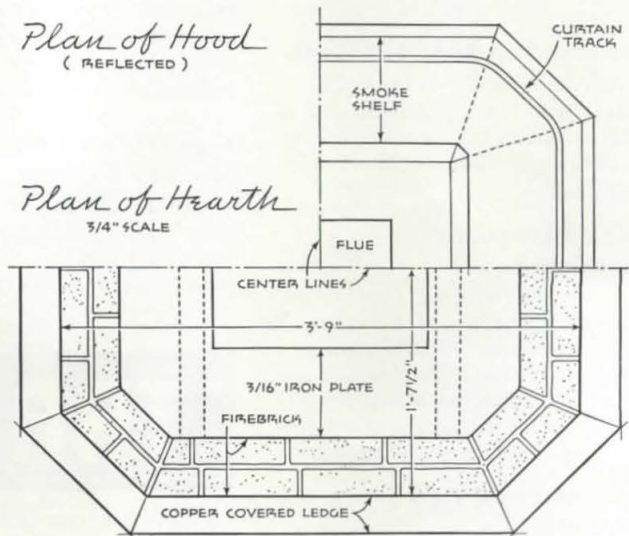 Plan of Hood
( REFLECTED )
CURTAIN
TRACK
SMOKE
SHELF
Plan of Hearth
3/4" SCALE
FLUE
CENTER LINES
3'-9"
3/16" IRON PLATE
1'-7 1/2"
FIREBRICK
COPPER COVERED LEDGE